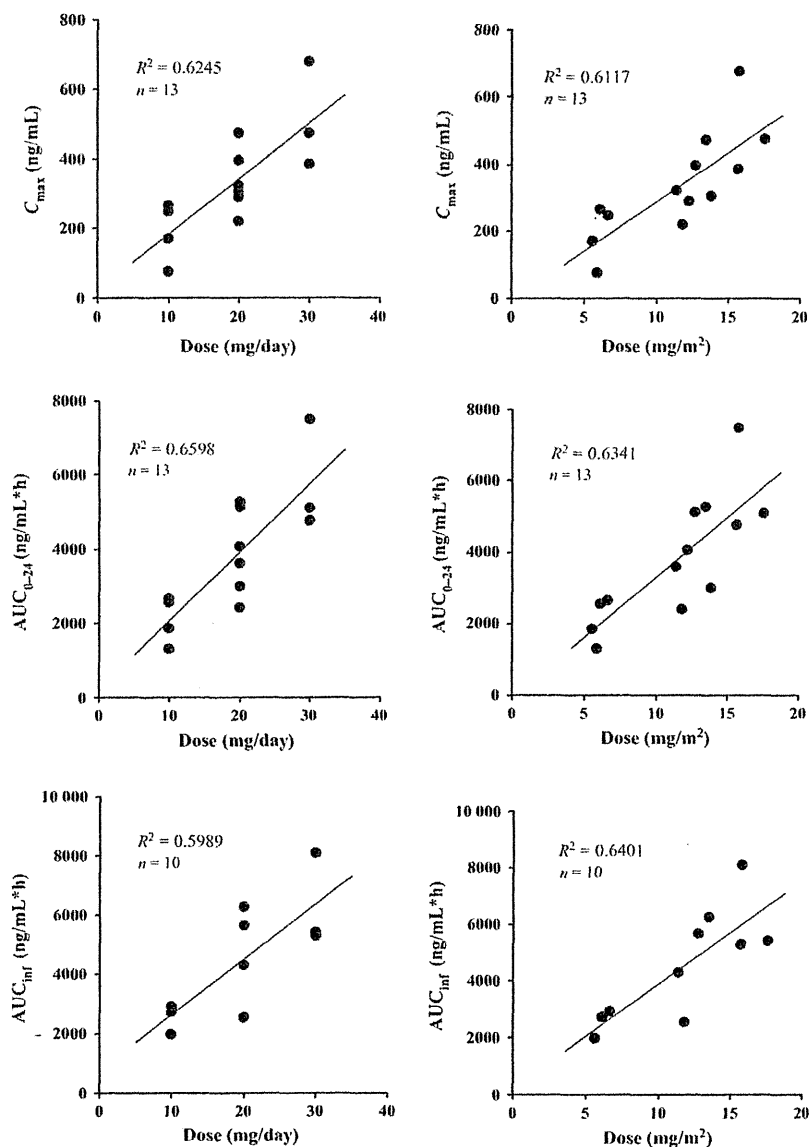 800
600
400
200
0
C max (ng/mL)
R² = 0.6245
n = 13
0 10 20 30 40
Dose (mg/day)
800
600
400
200
0
C max (ng/mL)
R² = 0.6117
n = 13
0 5 10 15 20
Dose (mg/m²)
8000
6000
4000
2000
0
AUC0–24 (ng/mL*h)
R² = 0.6598
n = 13
0 10 20 30 40
Dose (mg/day)
8000
6000
4000
2000
0
AUC0–24 (ng/mL*h)
R² = 0.6341
n = 13
0 5 10 15 20
Dose (mg/m²)
10 000
8000
6000
4000
2000
0
AUCinf (ng/mL*h)
R² = 0.5989
n = 10
0 10 20 30 40
Dose (mg/day)
10 000
8000
6000
4000
2000
0
AUCinf (ng/mL*h)
R² = 0.6401
n = 10
0 5 10 15 20
Dose (mg/m²)